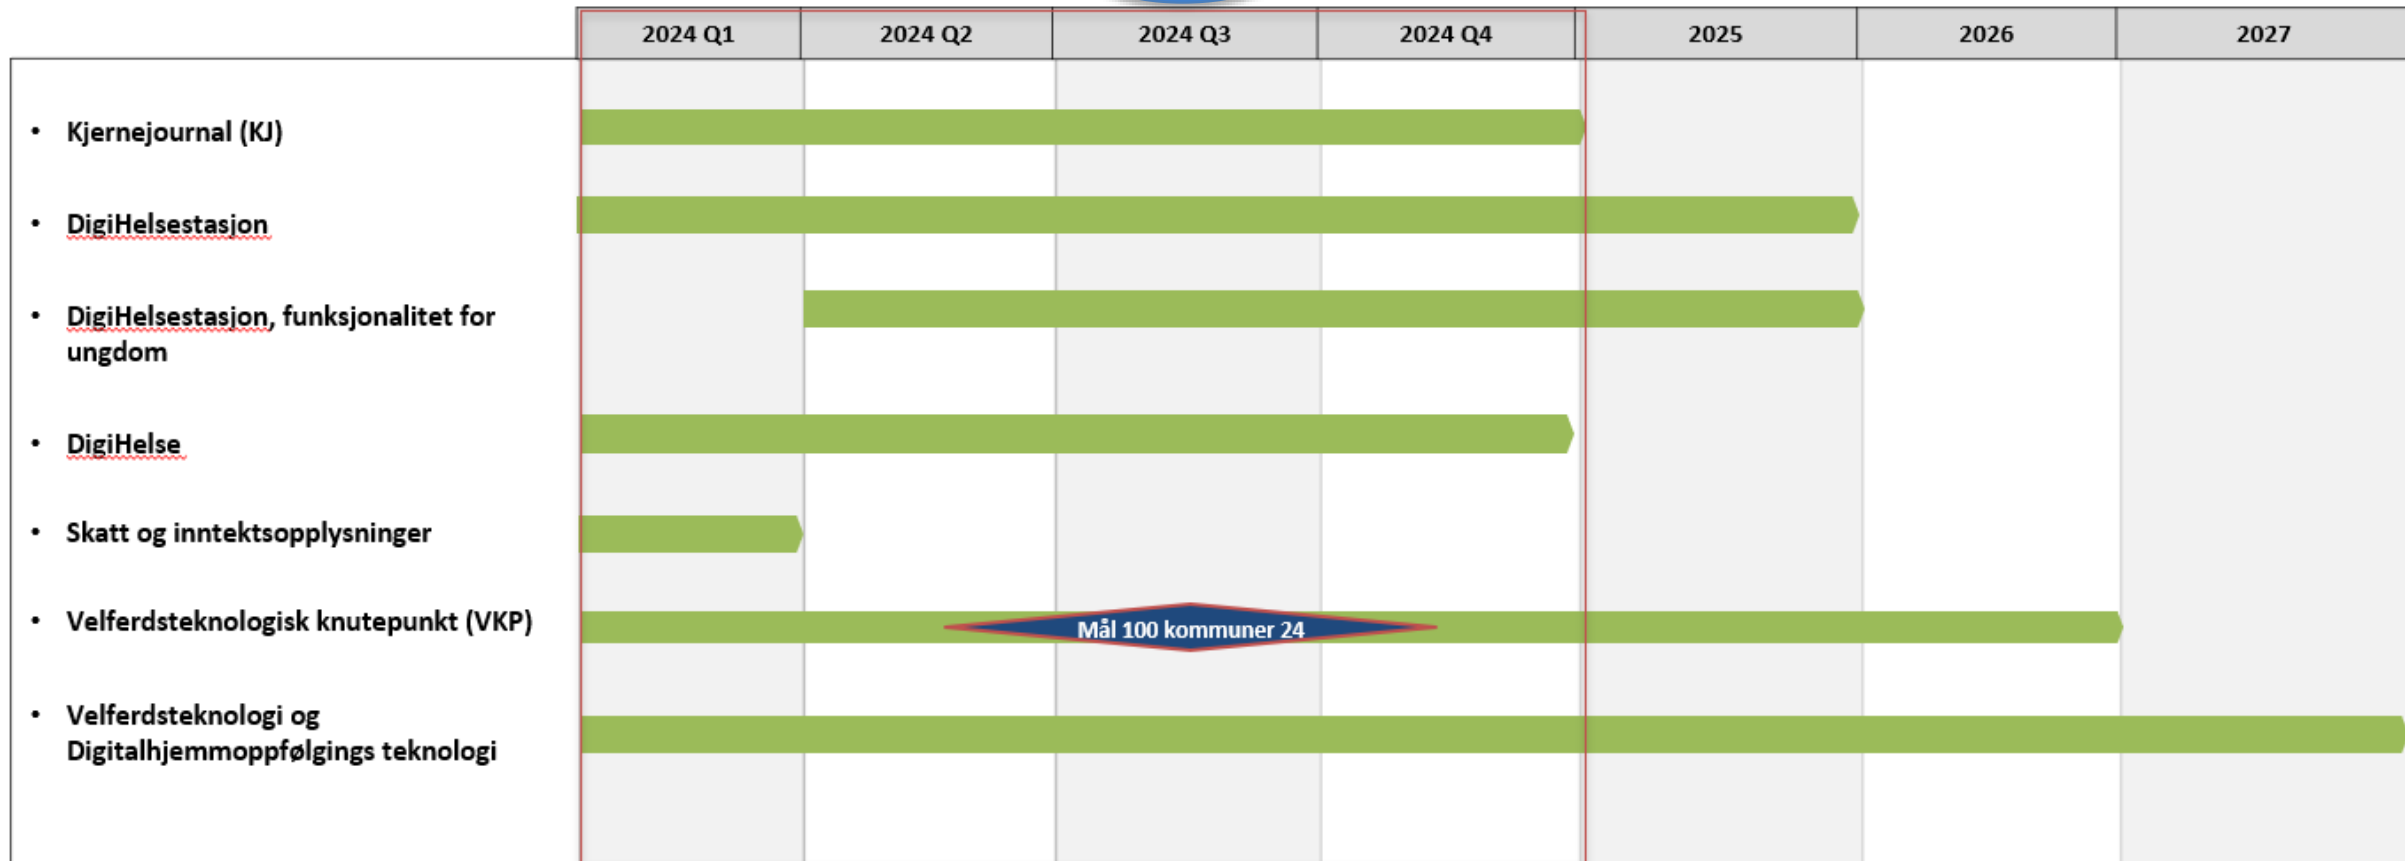 2024 Q1 2024 Q2 2024 Q3 2024 Q4 2025 2026 2027
• Kjernejournal (KJ)
• DigiHelsestasjon
• DigiHelsestasjon, funksjonalitet for
ungdom
• DigiHelse
• Skatt og inntektsopplysninger
• Velferdsteknologisk knutepunkt (VKP)
Mål 100 kommuner 24
• Velferdsteknologi og
Digitalhjemmoppfølgings teknologi